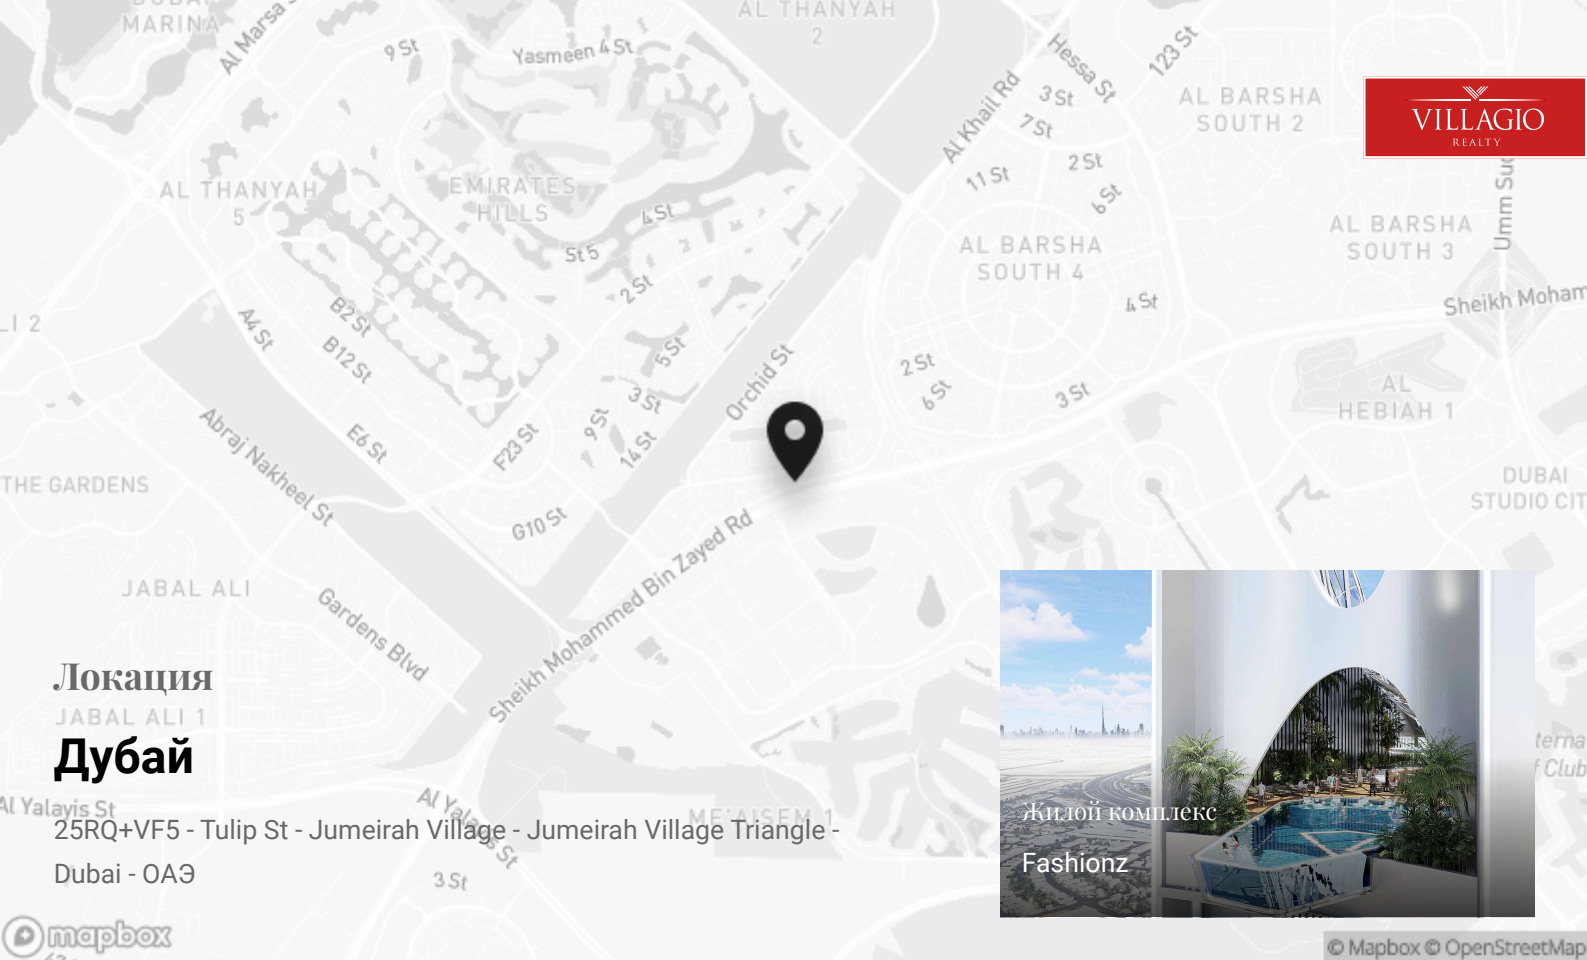 DUBAI
MARINA
Al Marsa S
9 St
Yasmeen 4 St
AL THANYAH
2
Hessa St
123 St
3 St
7 St
Al Khail Rd
AL BARSHA
SOUTH 2
VILLAGIO
REALTY
11 St
2 St
6 St
Umm Suq
AL THANYAH
5
EMIRATES
HILLS
4 St
St 5
2 St
AL BARSHA
SOUTH 4
AL BARSHA
SOUTH 3
4 St
Sheikh Moham
LI 2
A4 St
B2 St
B12 St
5 St
3 St
Orchid St
2 St
6 St
3 St
AL
HEBIAH 1
Abraj Nakheel St
E6 St
F23 St
9 St
14 St
THE GARDENS
G10 St
DUBAI
STUDIO CIT
Sheikh Mohammed Bin Zayed Rd
JABAL ALI
Gardens Blvd
Локация
JABAL ALI 1
Дубай
Al Yalayis St
Al Yalayis St
ME'AISEM 1
25RQ+VF5 - Tulip St - Jumeirah Village - Jumeirah Village Triangle -
Dubai - ОАЭ
3 St
terna
f Club
Жилой комплекс
Fashionz
mapbox
© Mapbox © OpenStreetMap